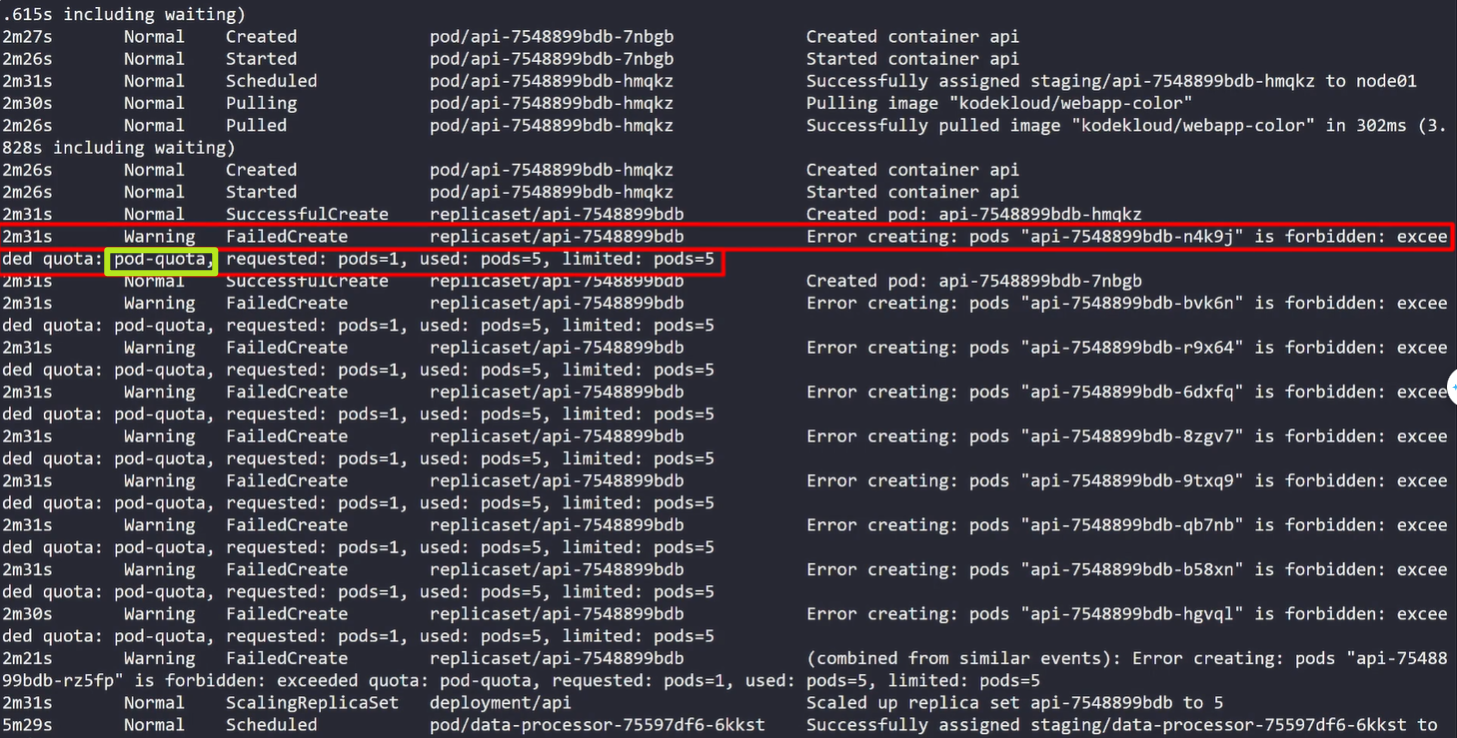 .615s including waiting)
2m27s Normal Created pod/api-7548899bdb-7nbgb Created container api
2m26s Normal Started pod/api-7548899bdb-7nbgb Started container api
2m31s Normal Scheduled pod/api-7548899bdb-hmqkz Successfully assigned staging/api-7548899bdb-hmqkz to node01
2m30s Normal Pulling pod/api-7548899bdb-hmqkz Pulling image "kodekloud/webapp-color"
2m26s Normal Pulled pod/api-7548899bdb-hmqkz Successfully pulled image "kodekloud/webapp-color" in 302ms (3.
828s including waiting)
2m26s Normal Created pod/api-7548899bdb-hmqkz Created container api
2m26s Normal Started pod/api-7548899bdb-hmqkz Started container api
2m31s Normal SuccessfulCreate replicaset/api-7548899bdb Created pod: api-7548899bdb-hmqkz
2m31s Warning FailedCreate replicaset/api-7548899bdb Error creating: pods "api-7548899bdb-n4k9j" is forbidden: excee
ded quota: pod-quota, requested: pods=1, used: pods=5, limited: pods=5
2m31s Normal SuccessfulCreate replicaset/api-7548899bdb Created pod: api-7548899bdb-7nbgb
2m31s Warning FailedCreate replicaset/api-7548899bdb Error creating: pods "api-7548899bdb-bvk6n" is forbidden: excee
ded quota: pod-quota, requested: pods=1, used: pods=5, limited: pods=5
2m31s Warning FailedCreate replicaset/api-7548899bdb Error creating: pods "api-7548899bdb-r9x64" is forbidden: excee
ded quota: pod-quota, requested: pods=1, used: pods=5, limited: pods=5
2m31s Warning FailedCreate replicaset/api-7548899bdb Error creating: pods "api-7548899bdb-6dxfq" is forbidden: excee
ded quota: pod-quota, requested: pods=1, used: pods=5, limited: pods=5
2m31s Warning FailedCreate replicaset/api-7548899bdb Error creating: pods "api-7548899bdb-8zgv7" is forbidden: excee
ded quota: pod-quota, requested: pods=1, used: pods=5, limited: pods=5
2m31s Warning FailedCreate replicaset/api-7548899bdb Error creating: pods "api-7548899bdb-9txq9" is forbidden: excee
ded quota: pod-quota, requested: pods=1, used: pods=5, limited: pods=5
2m31s Warning FailedCreate replicaset/api-7548899bdb Error creating: pods "api-7548899bdb-qb7nb" is forbidden: excee
ded quota: pod-quota, requested: pods=1, used: pods=5, limited: pods=5
2m31s Warning FailedCreate replicaset/api-7548899bdb Error creating: pods "api-7548899bdb-b58xn" is forbidden: excee
ded quota: pod-quota, requested: pods=1, used: pods=5, limited: pods=5
2m30s Warning FailedCreate replicaset/api-7548899bdb Error creating: pods "api-7548899bdb-hgvql" is forbidden: excee
ded quota: pod-quota, requested: pods=1, used: pods=5, limited: pods=5
2m21s Warning FailedCreate replicaset/api-7548899bdb (combined from similar events): Error creating: pods "api-75488
99bdb-rz5fp" is forbidden: exceeded quota: pod-quota, requested: pods=1, used: pods=5, limited: pods=5
2m31s Normal ScalingReplicaSet deployment/api Scaled up replica set api-7548899bdb to 5
5m29s Normal Scheduled pod/data-processor-75597df6-6kkst Successfully assigned staging/data-processor-75597df6-6kkst to